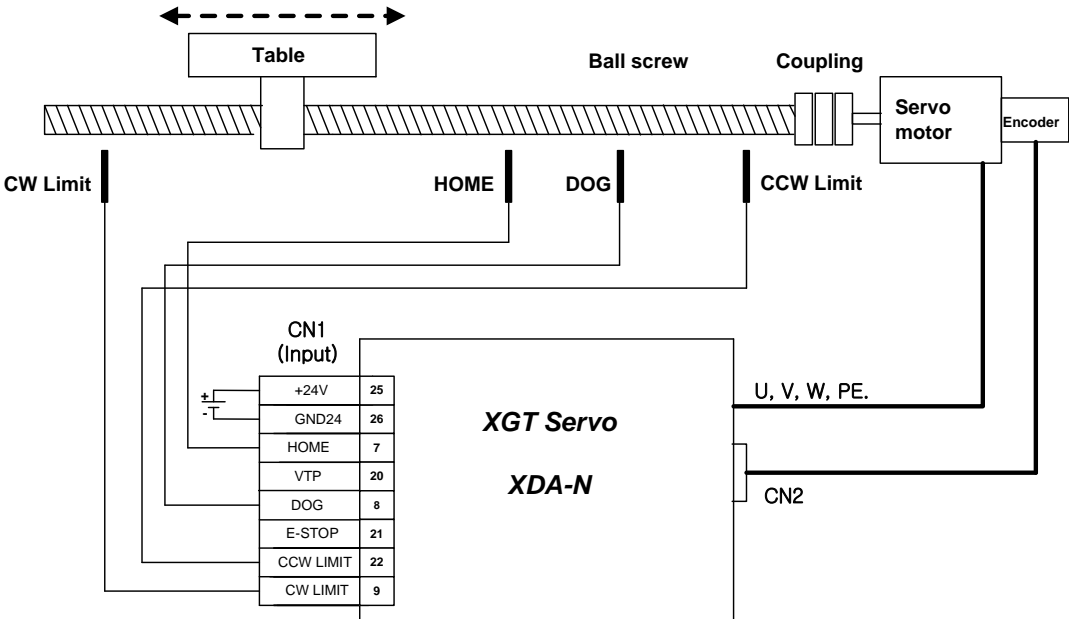 Table
Ball screw
Coupling
Servo
motor
Encoder
CW Limit
HOME
DOG
CCW Limit
CN1
(Input)
+24V 25
+
-
GND24 26
HOME 7
VTP 20
DOG 8
E-STOP 21
CCW LIMIT 22
CW LIMIT 9
XGT Servo
XDA-N
U, V, W, PE.
CN2